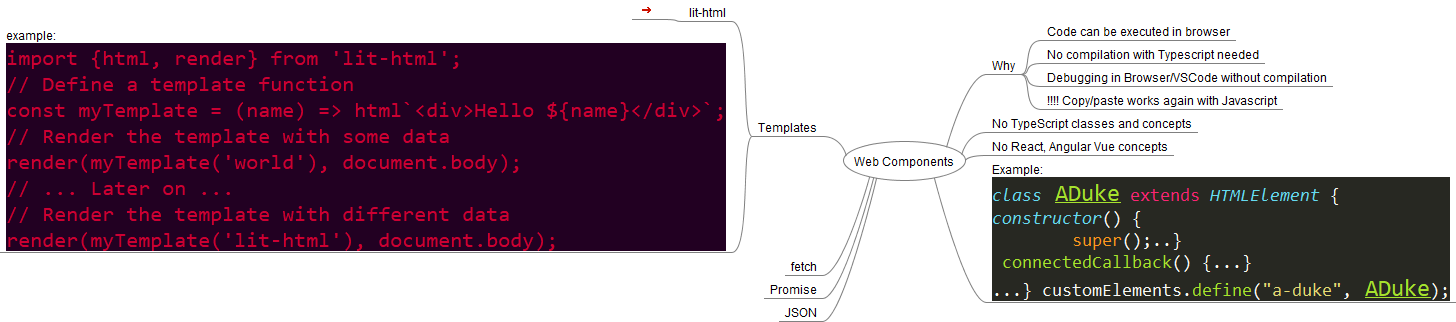 lit-html
example:
import {html, render} from 'lit-html';
// Define a template function
const myTemplate = (name) => html`<div>Hello ${name}</div>`;
// Render the template with some data
render(myTemplate('world'), document.body);
// ... Later on ...
// Render the template with different data
render(myTemplate('lit-html'), document.body);
Templates
fetch
Promise
JSON
Web Components
Why
Code can be executed in browser
No compilation with Typescript needed
Debugging in Browser/VSCode without compilation
!!!! Copy/paste works again with Javascript
No TypeScript classes and concepts
No React, Angular Vue concepts
Example:
class ADuke extends HTMLElement {
constructor() {
super();..}
connectedCallback() {...}
...} customElements.define("a-duke", ADuke);